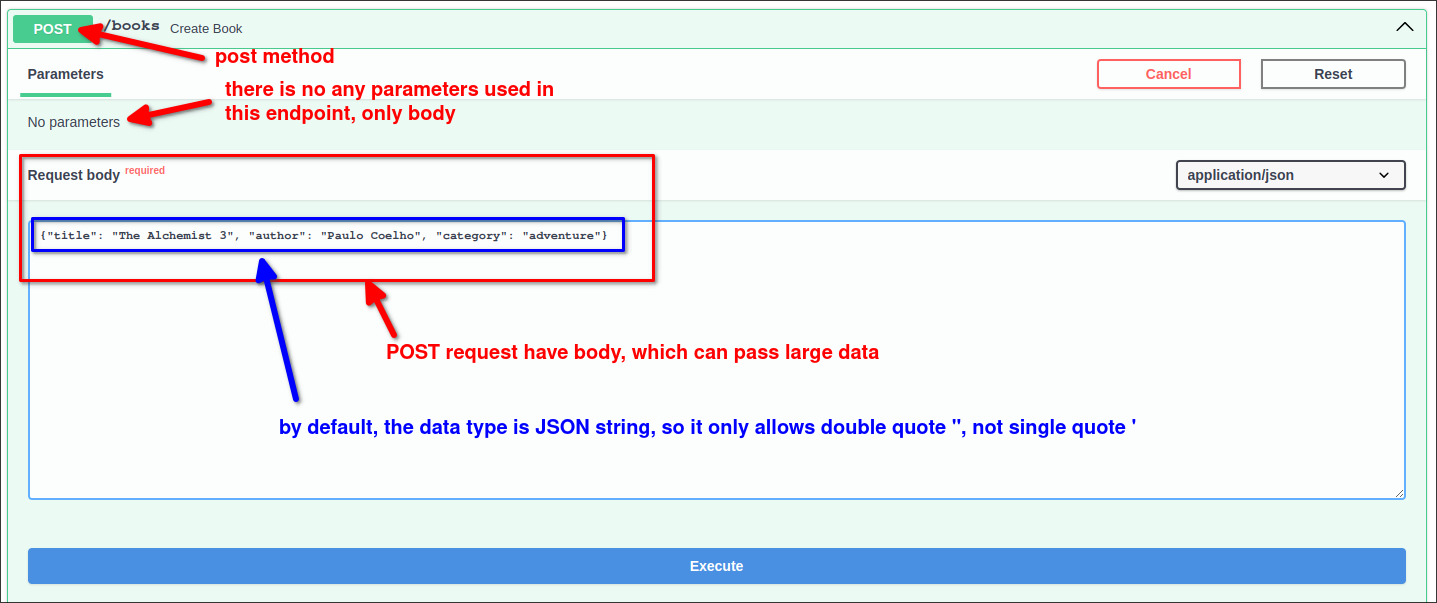 POST /books Create Book
post method
Parameters
Cancel
Reset
there is no any parameters used in
this endpoint, only body
No parameters
Request body required
application/json
{"title": "The Alchemist 3", "author": "Paulo Coelho", "category": "adventure"}
POST request have body, which can pass large data
by default, the data type is JSON string, so it only allows double quote ", not single quote '
Execute